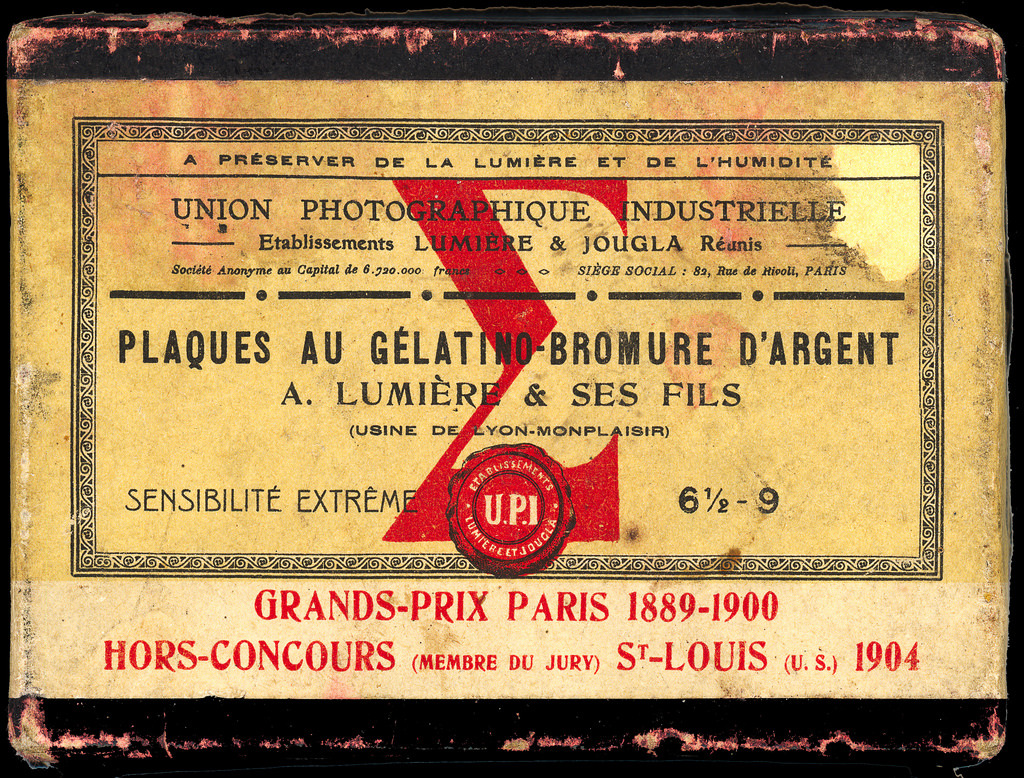 A PRÉSERVER DE LA LUMIÈRE ET DE L'HUMIDITÉ
UNION PHOTOGRAPHIQUE INDUSTRIELLE
Etablissements LUMIÈRE & JOUGLA Réunis
Société Anonyme au Capital de 6.720.000 francs SIÈGE SOCIAL : 82, Rue de Rivoli, PARIS
PLAQUES AU GÉLATINO-BROMURE D'ARGENT
A. LUMIÈRE & SES FILS
(USINE DE LYON-MONPLAISIR)
Σ
SENSIBILITÉ EXTRÊME
ETABLISSEMENTS
U.P.I
LUMIÈRE ET JOUGLA
6½-9
GRANDS-PRIX PARIS 1889-1900
HORS-CONCOURS (MEMBRE DU JURY) ST-LOUIS (U. S.) 1904